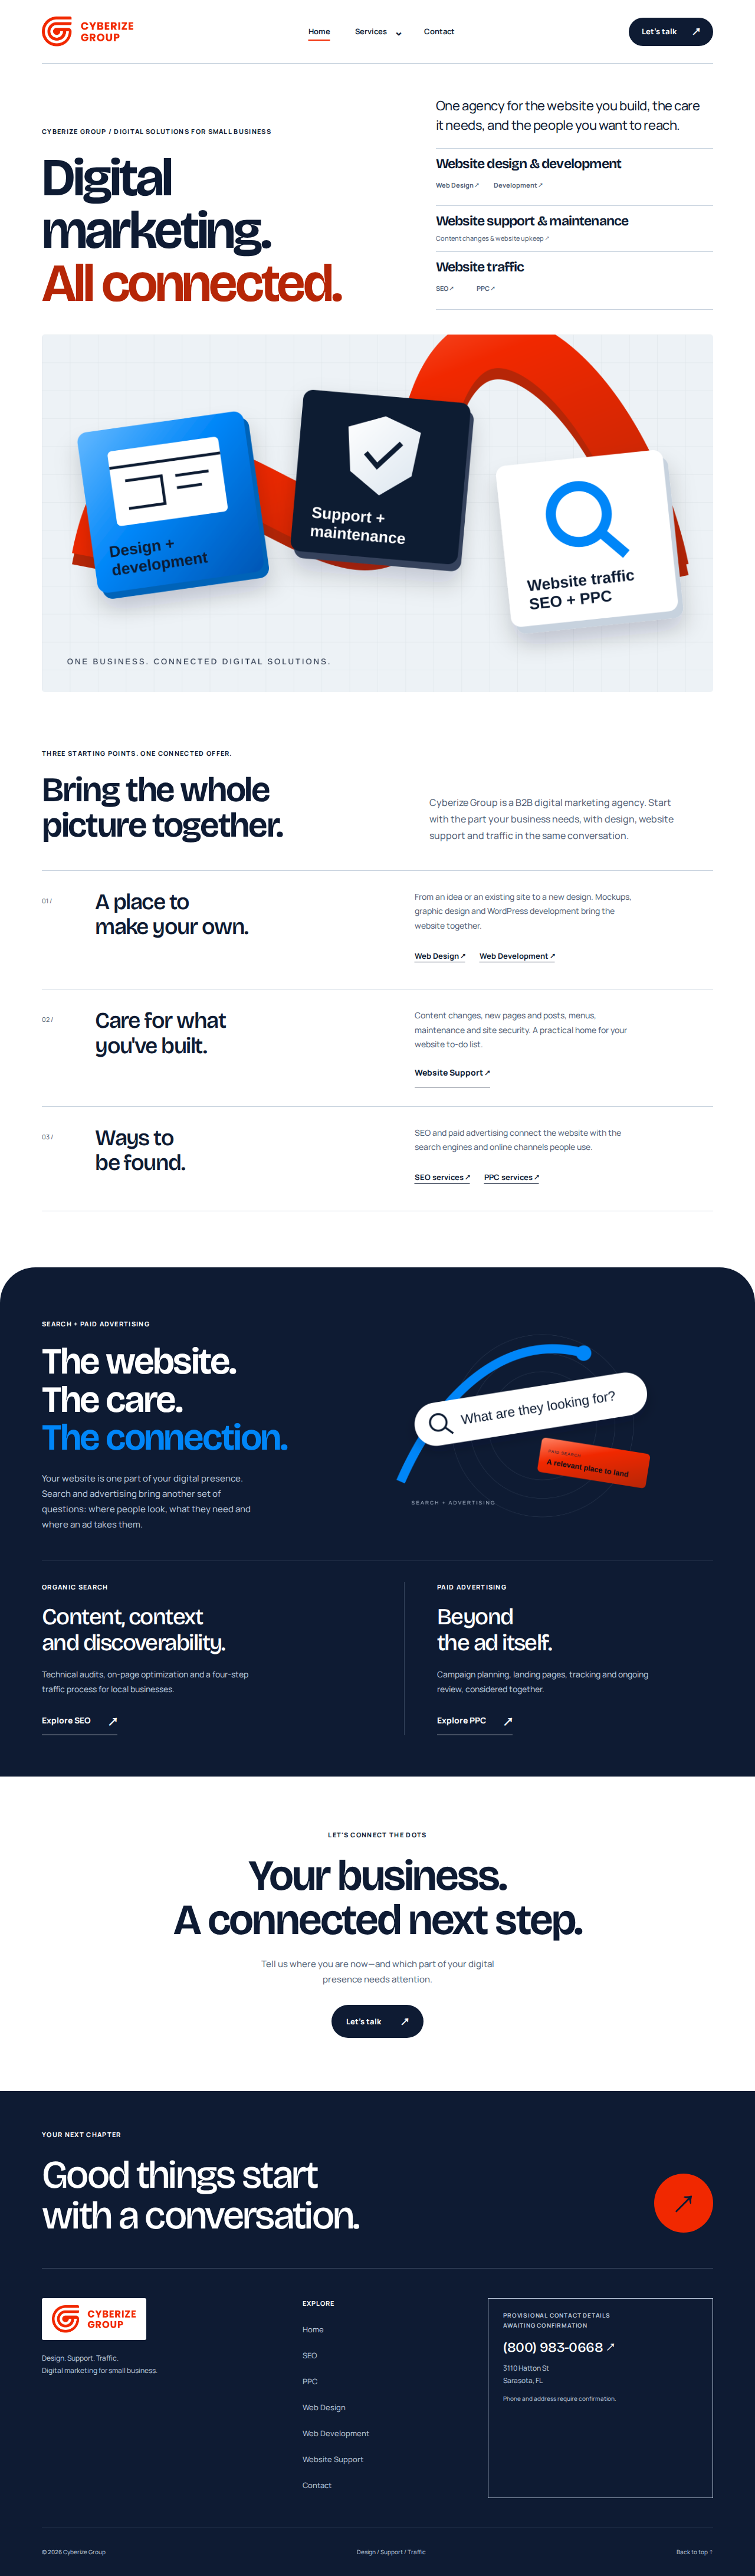 CYBERIZE
GROUP
Home
Services
Contact
Let's talk ↗
CYBERIZE GROUP / DIGITAL SOLUTIONS FOR SMALL BUSINESS
Digital
marketing.
All connected.
One agency for the website you build, the care
it needs, and the people you want to reach.
Website design & development
Web Design ↗ Development ↗
Website support & maintenance
Content changes & website upkeep ↗
Website traffic
SEO ↗ PPC ↗
Design +
development
Support +
maintenance
Website traffic
SEO + PPC
ONE BUSINESS. CONNECTED DIGITAL SOLUTIONS.
THREE STARTING POINTS. ONE CONNECTED OFFER.
Bring the whole
picture together.
Cyberize Group is a B2B digital marketing agency. Start
with the part your business needs, with design, website
support and traffic in the same conversation.
01 /
A place to
make your own.
From an idea or an existing site to a new design. Mockups,
graphic design and WordPress development bring the
website together.
Web Design ↗ Web Development ↗
02 /
Care for what
you've built.
Content changes, new pages and posts, menus,
maintenance and site security. A practical home for your
website to-do list.
Website Support ↗
03 /
Ways to
be found.
SEO and paid advertising connect the website with the
search engines and online channels people use.
SEO services ↗ PPC services ↗
SEARCH + PAID ADVERTISING
The website.
The care.
The connection.
Your website is one part of your digital presence.
Search and advertising bring another set of
questions: where people look, what they need and
where an ad takes them.
What are they looking for?
PAID SEARCH
A relevant place to land
SEARCH + ADVERTISING
ORGANIC SEARCH
Content, context
and discoverability.
Technical audits, on-page optimization and a four-step
traffic process for local businesses.
Explore SEO ↗
PAID ADVERTISING
Beyond
the ad itself.
Campaign planning, landing pages, tracking and ongoing
review, considered together.
Explore PPC ↗
LET'S CONNECT THE DOTS
Your business.
A connected next step.
Tell us where you are now—and which part of your digital
presence needs attention.
Let's talk ↗
YOUR NEXT CHAPTER
Good things start
with a conversation.
↗
CYBERIZE
GROUP
Design. Support. Traffic.
Digital marketing for small business.
EXPLORE
Home
SEO
PPC
Web Design
Web Development
Website Support
Contact
PROVISIONAL CONTACT DETAILS
AWAITING CONFIRMATION
(800) 983-0668 ↗
3110 Hatton St
Sarasota, FL
Phone and address require confirmation.
© 2026 Cyberize Group
Design / Support / Traffic
Back to top ↑